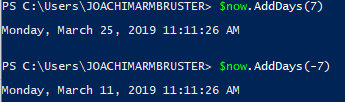 PS C:\Users\JOACHIMARMBRUSTER> $now.AddDays(7)
Monday, March 25, 2019 11:11:26 AM
PS C:\Users\JOACHIMARMBRUSTER> $now.AddDays(-7)
Monday, March 11, 2019 11:11:26 AM